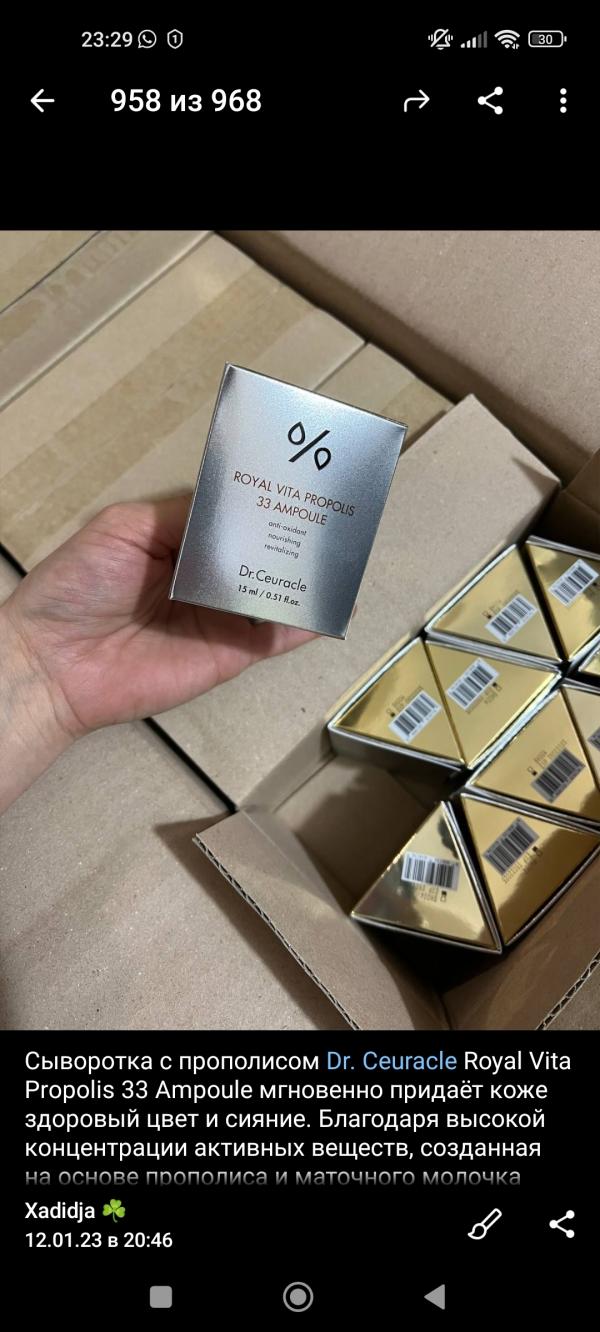 23:29
30
958 из 968
%
ROYAL VITA PROPOLIS
33 AMPOULE
anti-oxidant
nourishing
revitalizing
Dr.Ceuracle
15 ml / 0.51 fl.oz.
Сыворотка с прополисом Dr. Ceuracle Royal Vita
Propolis 33 Ampoule мгновенно придаёт коже
здоровый цвет и сияние. Благодаря высокой
концентрации активных веществ, созданная
на основе прополиса и маточного молочка
Xadidja ☘️
12.01.23 в 20:46